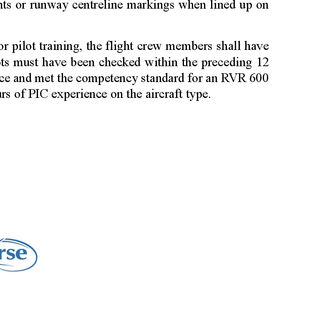 nts or runway centreline markings when lined up on
or pilot training, the flight crew members shall have
ts must have been checked within the preceding 12
ce and met the competency standard for an RVR 600
rs of PIC experience on the aircraft type.
rse